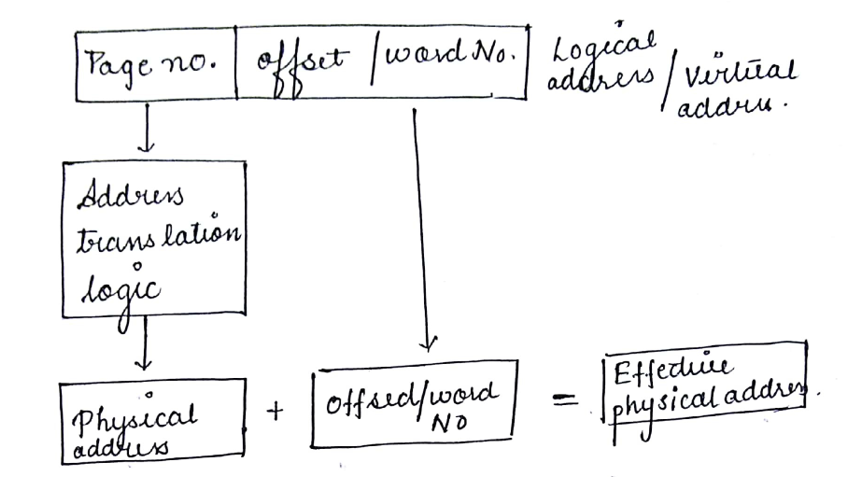 Page no. offset /word No.
Logical
address / Virtual
addru.
Address
translation
logic
Physical
address
+
Offsed/word
NO
=
Effective
physical addres.